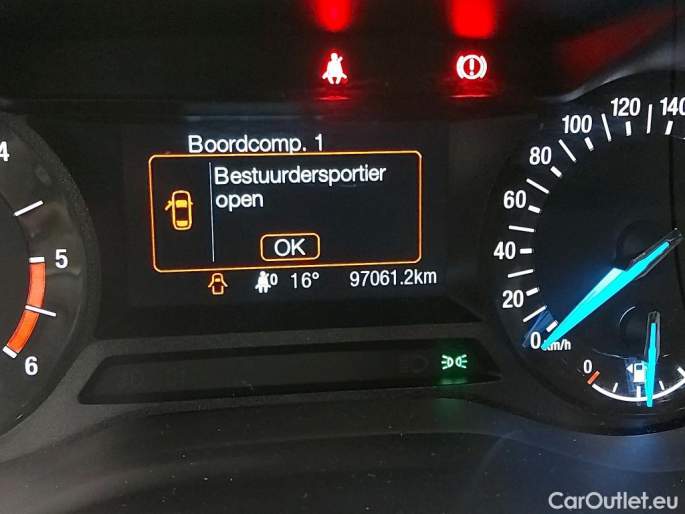 Boordcomp. 1
Bestuurdersportier
open
OK
0 16° 97061.2km
4
5
6
0
20
40
60
80
100
120
140
km/h
0
CarOutlet.eu